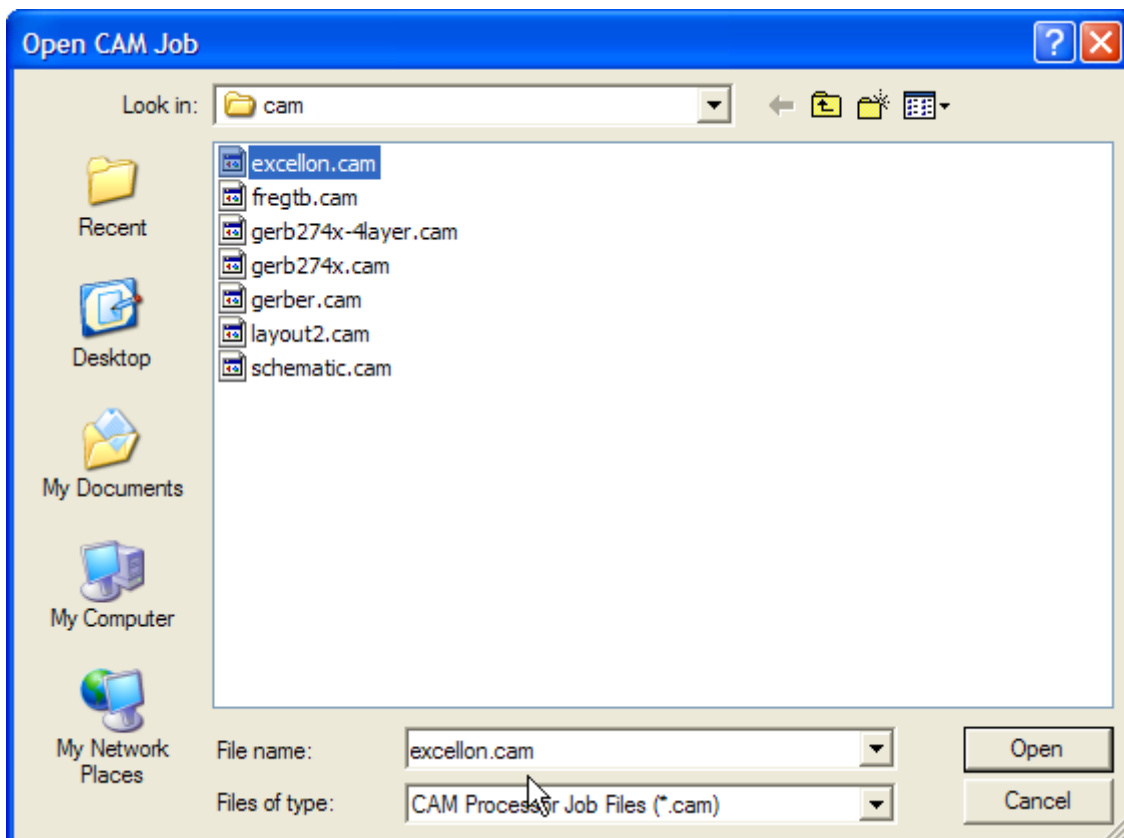 Open CAM Job
Look in: cam
excellon.cam
fregtb.cam
gerb274x-4layer.cam
gerb274x.cam
gerber.cam
layout2.cam
schematic.cam
Recent
Desktop
My Documents
My Computer
My Network
Places
File name: excellon.cam Open
Files of type: CAM Processor Job Files (*.cam) Cancel